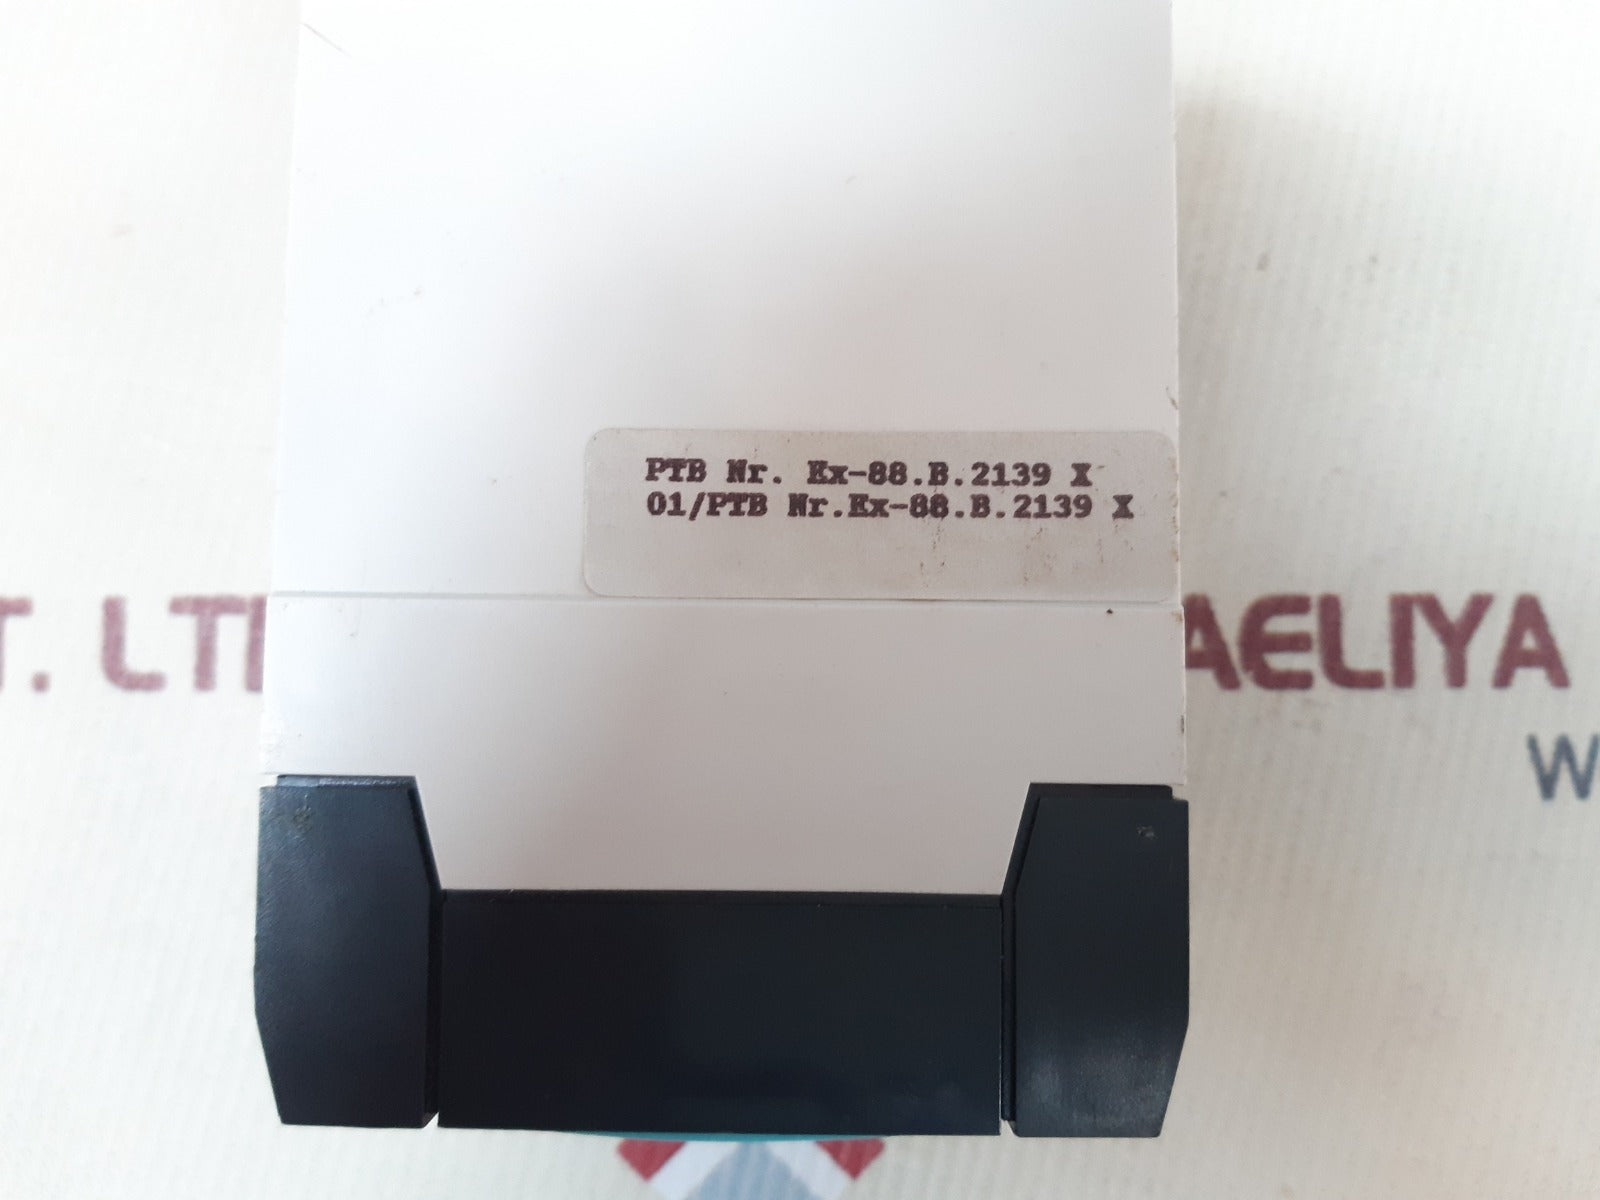 PTB Nr. Ex-88.B.2139 X
01/PTB Nr.Ex-88.B.2139 X
T. LT
AELIYA
W